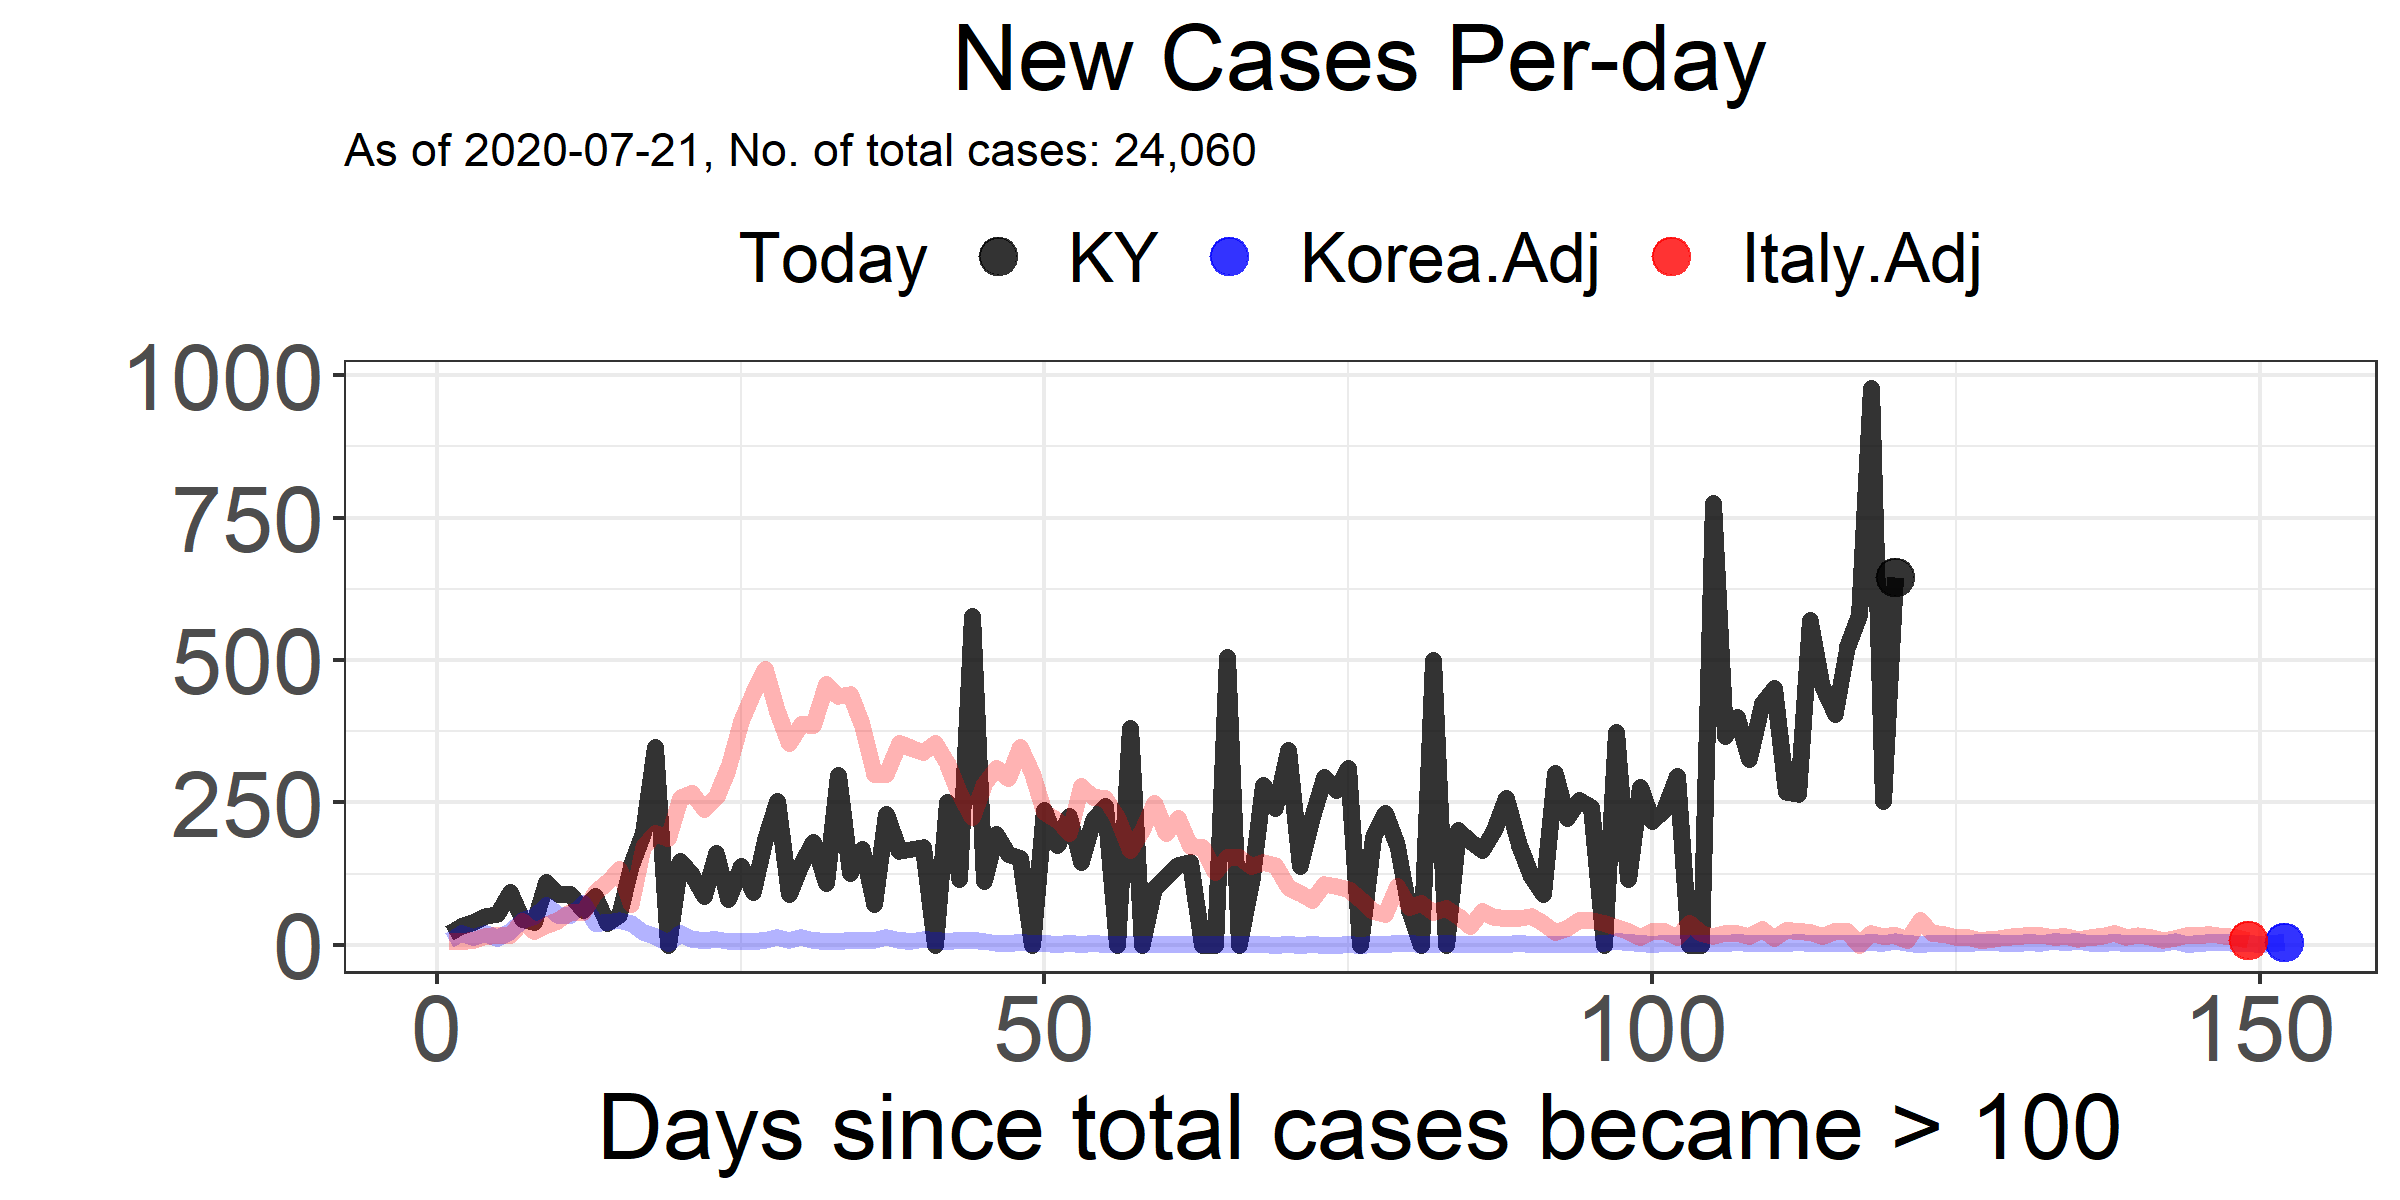 New Cases Per-day
As of 2020-07-21, No. of total cases: 24,060
Today KY Korea.Adj Italy.Adj
1000
750
500
250
0
0 50 100 150
Days since total cases became > 100